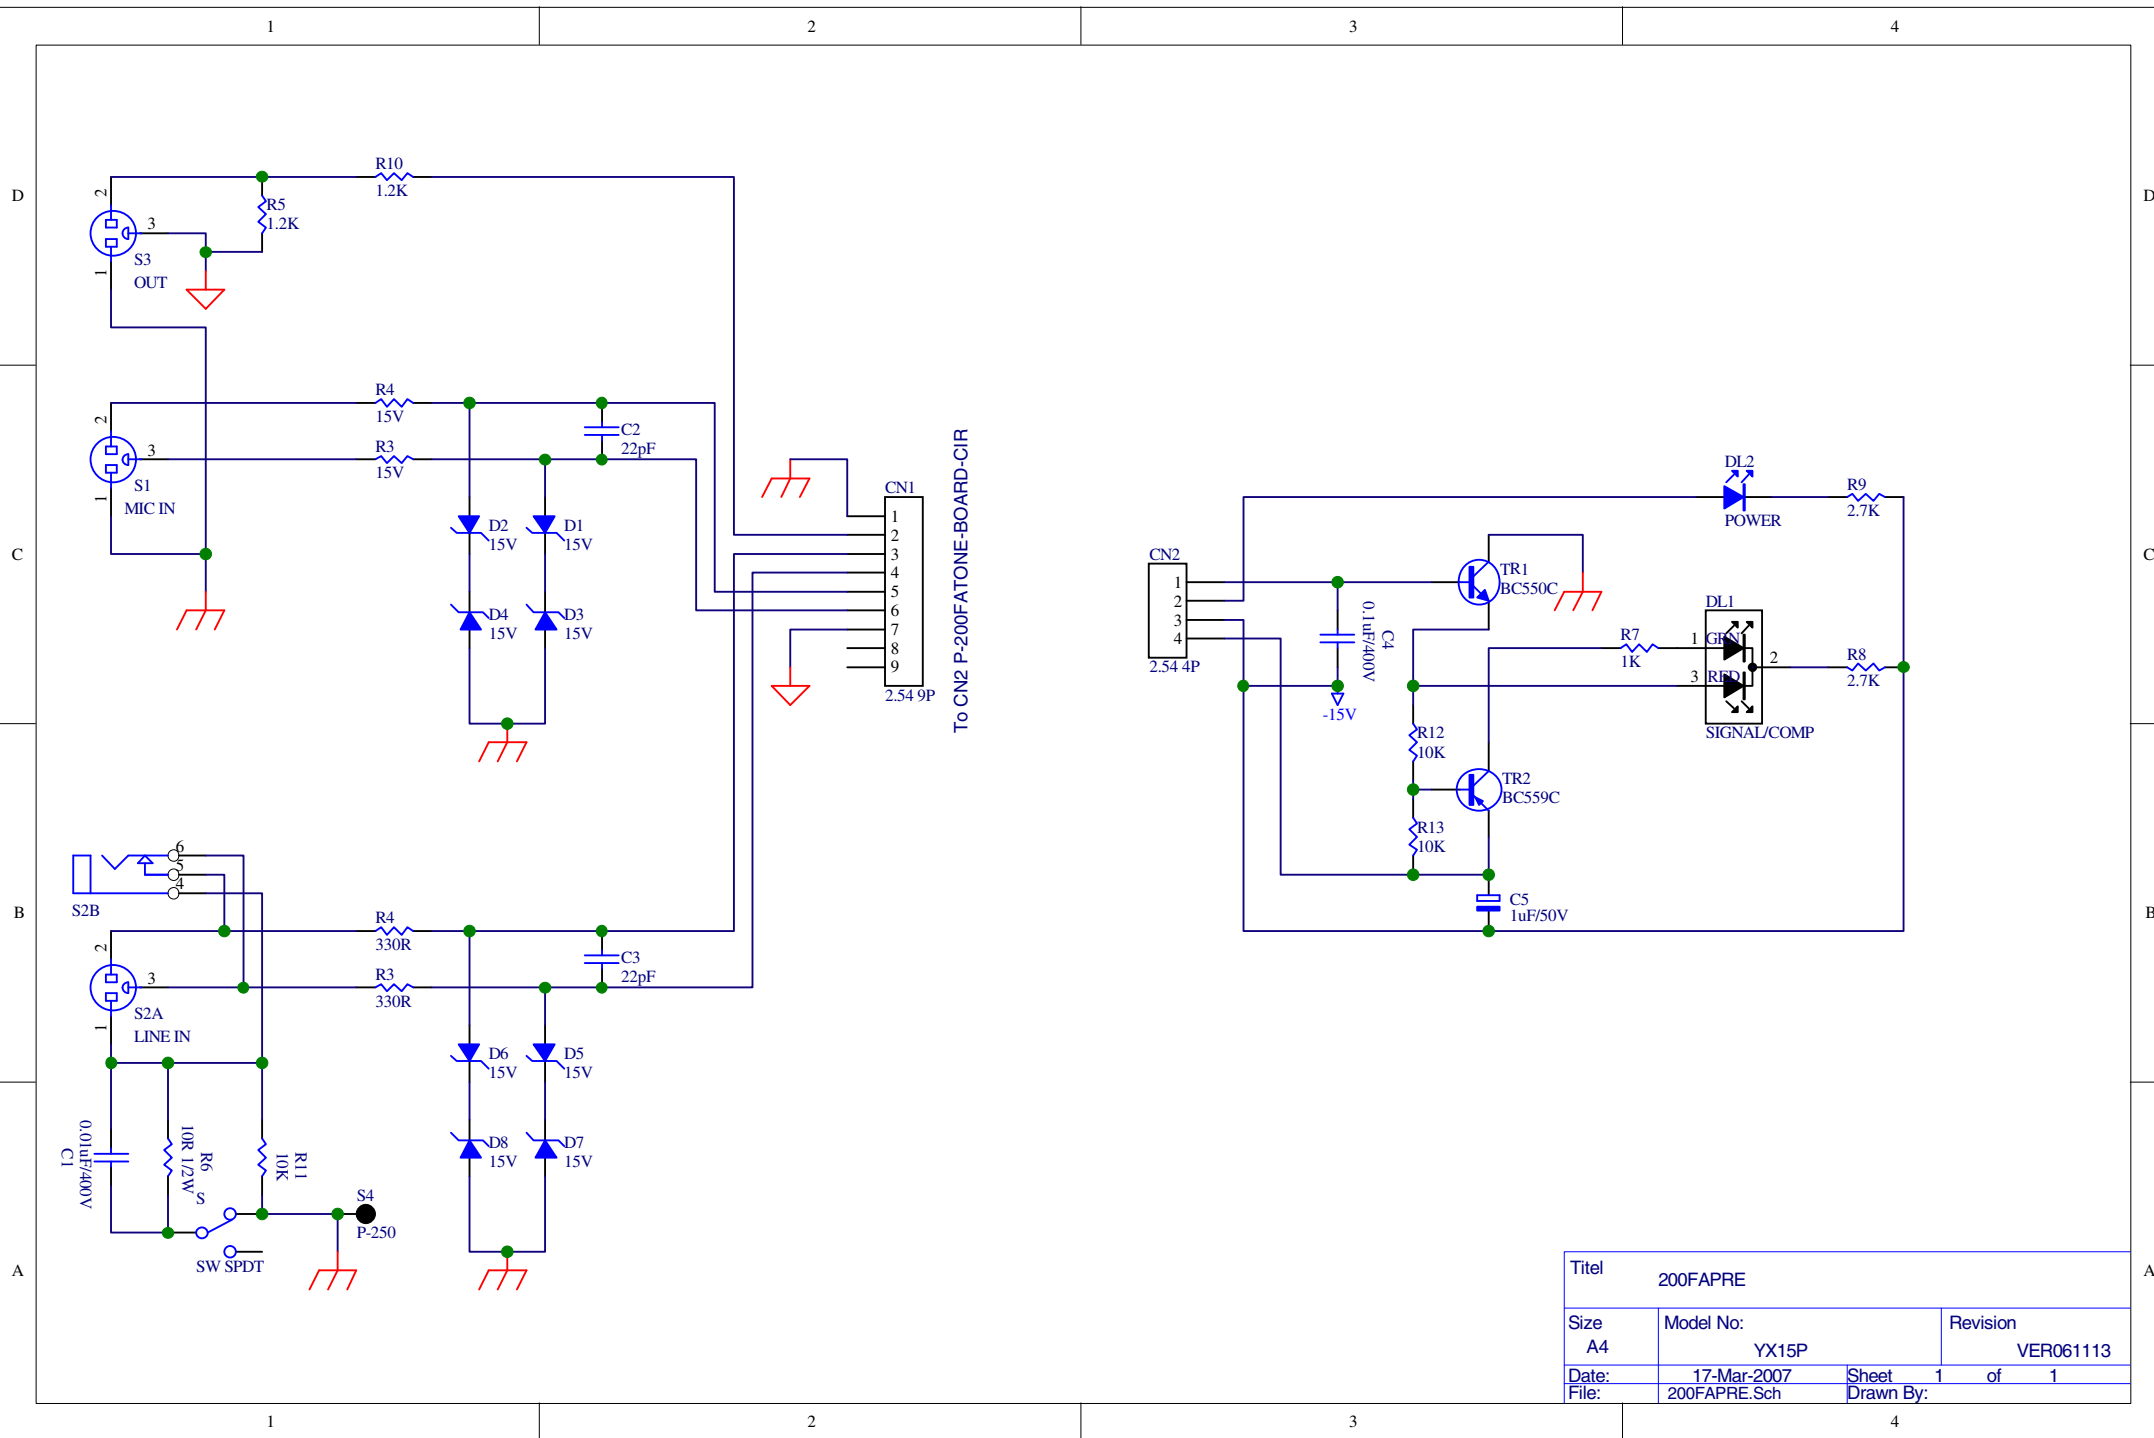 1 2 3 4
D D
C C
B B
A A
R10
1.2K
R5
1.2K
2
3
1
S3
OUT
R4
15V
R3
15V
2
3
1
S1
MIC IN
C2
22pF
D2
15V
D1
15V
D4
15V
D3
15V
CN1
1
2
3
4
5
6
7
8
9
2.54 9P
To CN2 P-200FATONE-BOARD-CIR
6
5
4
S2B
R4
330R
R3
330R
2
3
1
S2A
LINE IN
C3
22pF
D6
15V
D5
15V
D8
15V
D7
15V
C1
0.01uF/400V
R6
10R 1/2W
R11
10K
S
SW SPDT
S4
P-250
CN2
1
2
3
4
2.54 4P
C4
0.1uF/400V
-15V
TR1
BC550C
DL2
POWER
R9
2.7K
DL1
R7
1K
1 GRN
3 RED
2
SIGNAL/COMP
R8
2.7K
R12
10K
TR2
BC559C
R13
10K
C5
1uF/50V
Titel
200FAPRE
Size
A4
Model No:
YX15P
Revision
VER061113
Date: 17-Mar-2007 Sheet 1 of 1
File: 200FAPRE.Sch Drawn By:
1 2 3 4